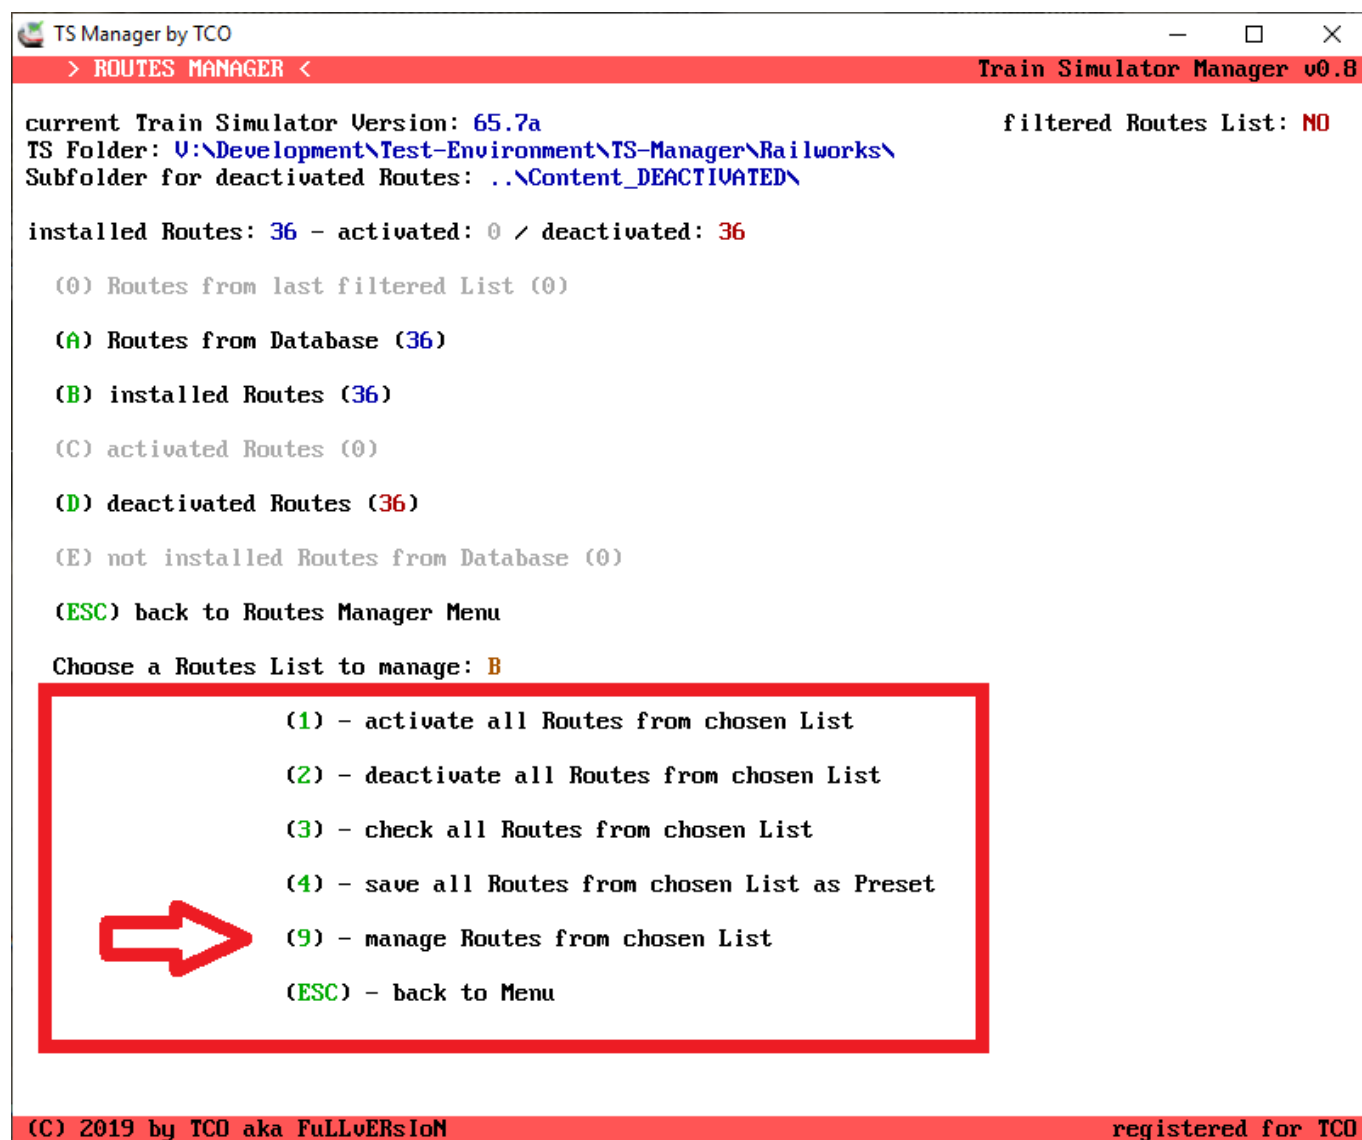 TS Manager by TCO
> ROUTES MANAGER < Train Simulator Manager v0.8
current Train Simulator Version: 65.7a filtered Routes List: NO
TS Folder: V:\Development\Test-Environment\TS-Manager\Railworks\
Subfolder for deactivated Routes: ..\Content_DEACTIVATED\
installed Routes: 36 - activated: 0 / deactivated: 36
(0) Routes from last filtered List (0)
(A) Routes from Database (36)
(B) installed Routes (36)
(C) activated Routes (0)
(D) deactivated Routes (36)
(E) not installed Routes from Database (0)
(ESC) back to Routes Manager Menu
Choose a Routes List to manage: B
(1) - activate all Routes from chosen List
(2) - deactivate all Routes from chosen List
(3) - check all Routes from chosen List
(4) - save all Routes from chosen List as Preset
(9) - manage Routes from chosen List
(ESC) - back to Menu
(C) 2019 by TCO aka FuLLvERsIoN registered for TCO